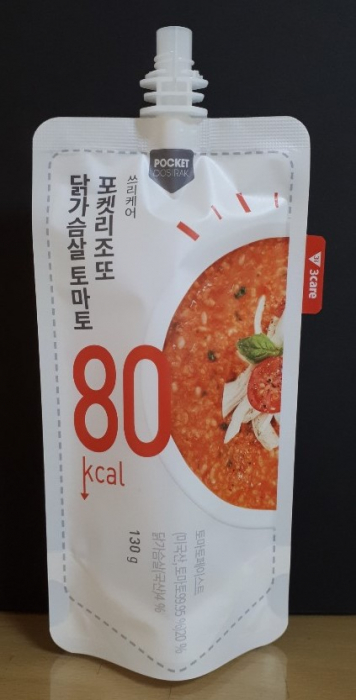 POCKET
DOSIRAK
쓰리케어
포켓리조또
닭가슴살 토마토
3care
80
kcal
130 g
토마토페이스트
(미국산, 토마토99.95 %)20 %
닭가슴살(국산)4 %